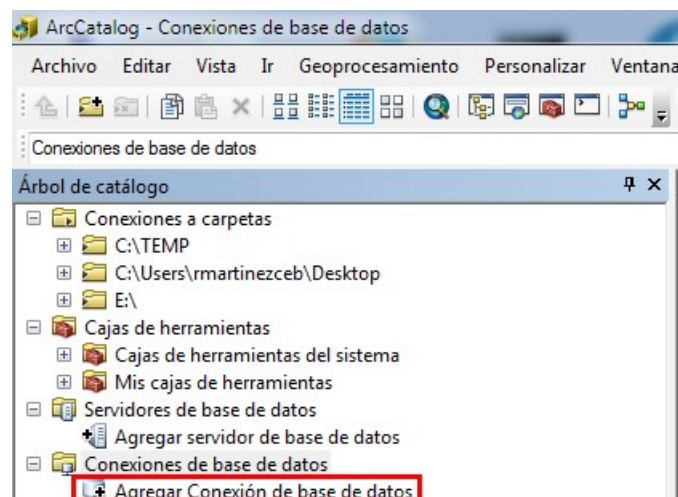 ArcCatalog - Conexiones de base de datos
Archivo Editar Vista Ir Geoprocesamiento Personalizar Ventana
Conexiones de base de datos
Árbol de catálogo
Conexiones a carpetas
C:\TEMP
C:\Users\rmartinezceb\Desktop
E:\
Cajas de herramientas
Cajas de herramientas del sistema
Mis cajas de herramientas
Servidores de base de datos
Agregar servidor de base de datos
Conexiones de base de datos
Agregar Conexión de base de datos